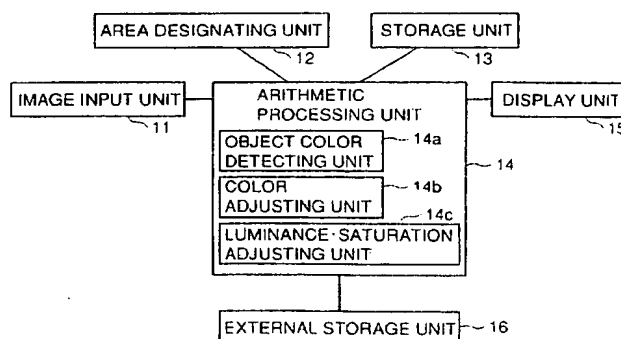 AREA DESIGNATING UNIT
12
STORAGE UNIT
13
IMAGE INPUT UNIT
11
ARITHMETIC
PROCESSING UNIT
DISPLAY UNIT
15
OBJECT COLOR
DETECTING UNIT
14a
14
COLOR
ADJUSTING UNIT
14b
14c
LUMINANCE·SATURATION
ADJUSTING UNIT
EXTERNAL STORAGE UNIT
16